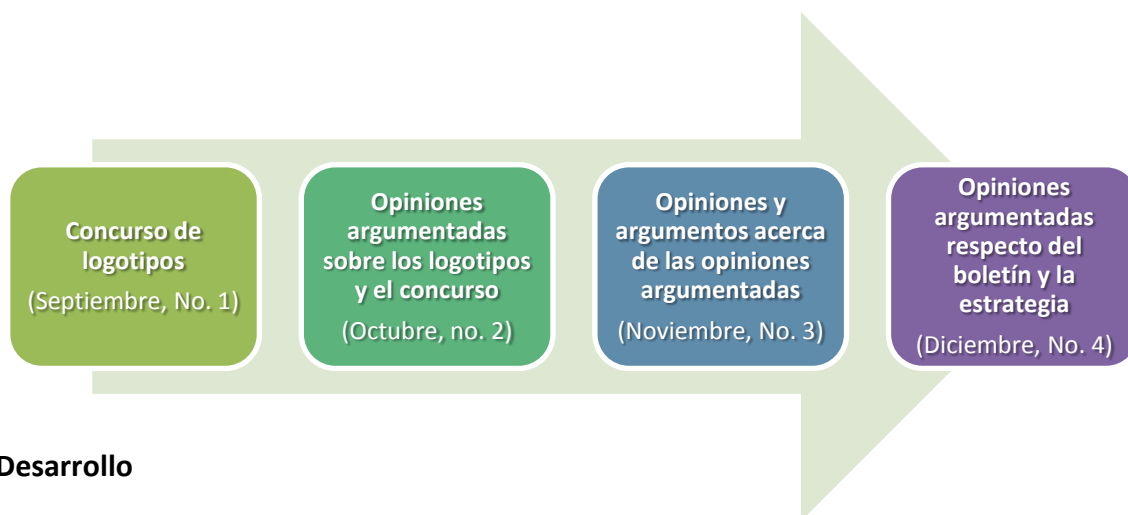 Concurso de
logotipos
(Septiembre, No. 1)
Opiniones
argumentadas
sobre los logotipos
y el concurso
(Octubre, no. 2)
Opiniones y
argumentos acerca
de las opiniones
argumentadas
(Noviembre, No. 3)
Opiniones
argumentadas
respecto del
boletín y la
estrategia
(Diciembre, No. 4)
Desarrollo